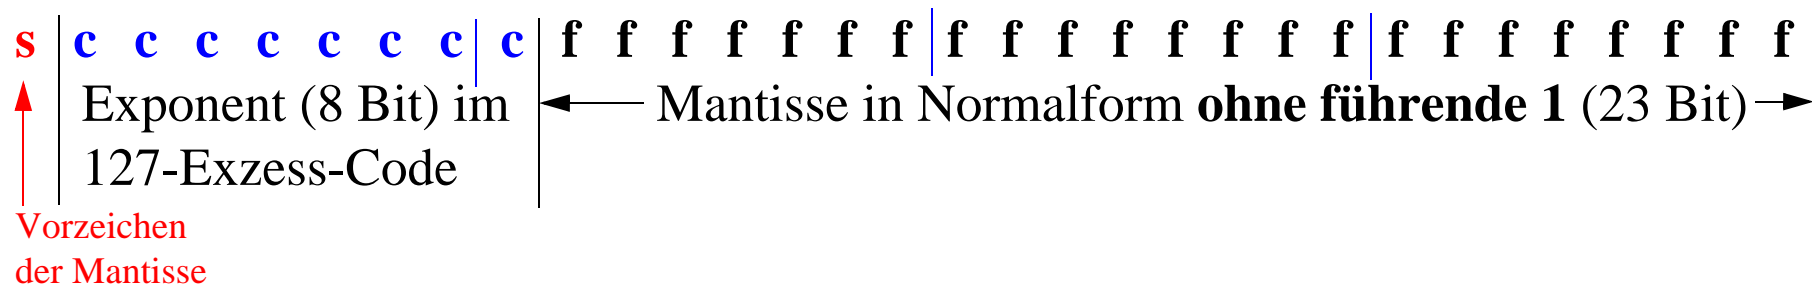 s c c c c c c c c f f f f f f f f f f f f f f f f f f f f f f f
Exponent (8 Bit) im Mantisse in Normalform ohne führende 1 (23 Bit)
127-Exzess-Code
Vorzeichen
der Mantisse